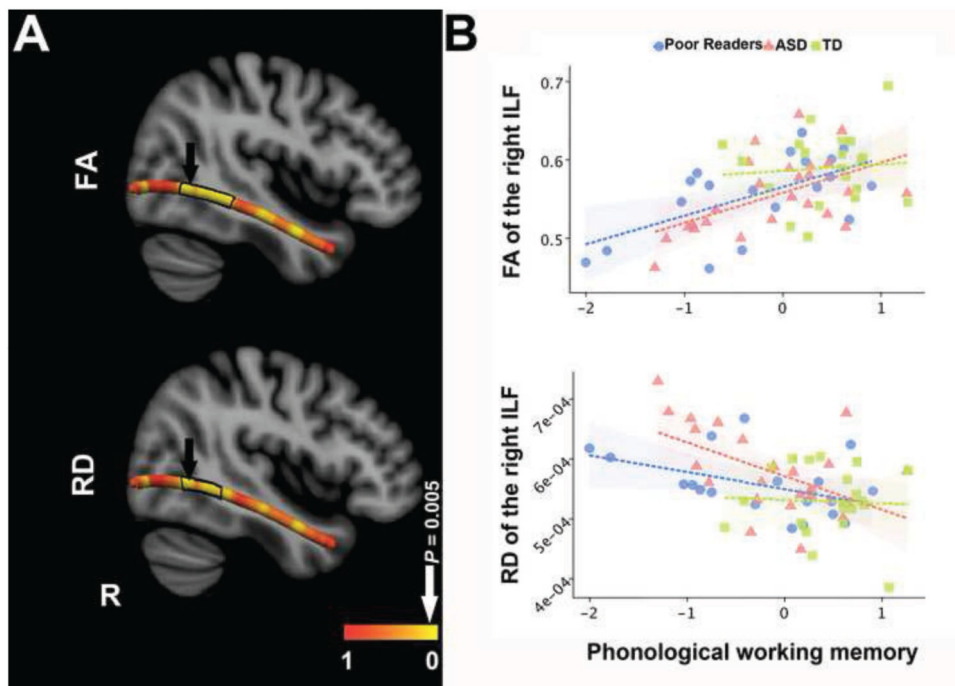 A
FA
RD
R
P = 0.005
1 0
B
Poor Readers ASD TD
FA of the right ILF
0.7
0.6
0.5
-2 -1 0 1
RD of the right ILF
7e-04
6e-04
5e-04
4e-04
-2 -1 0 1
Phonological working memory